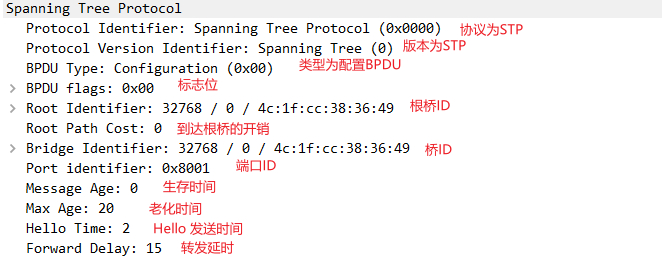 Spanning Tree Protocol
Protocol Identifier: Spanning Tree Protocol (0x0000) 协议为STP
Protocol Version Identifier: Spanning Tree (0) 版本为STP
BPDU Type: Configuration (0x00) 类型为配置BPDU
BPDU flags: 0x00 标志位
Root Identifier: 32768 / 0 / 4c:1f:cc:38:36:49 根桥ID
Root Path Cost: 0 到达根桥的开销
Bridge Identifier: 32768 / 0 / 4c:1f:cc:38:36:49 桥ID
Port identifier: 0x8001 端口ID
Message Age: 0 生存时间
Max Age: 20 老化时间
Hello Time: 2 Hello 发送时间
Forward Delay: 15 转发延时